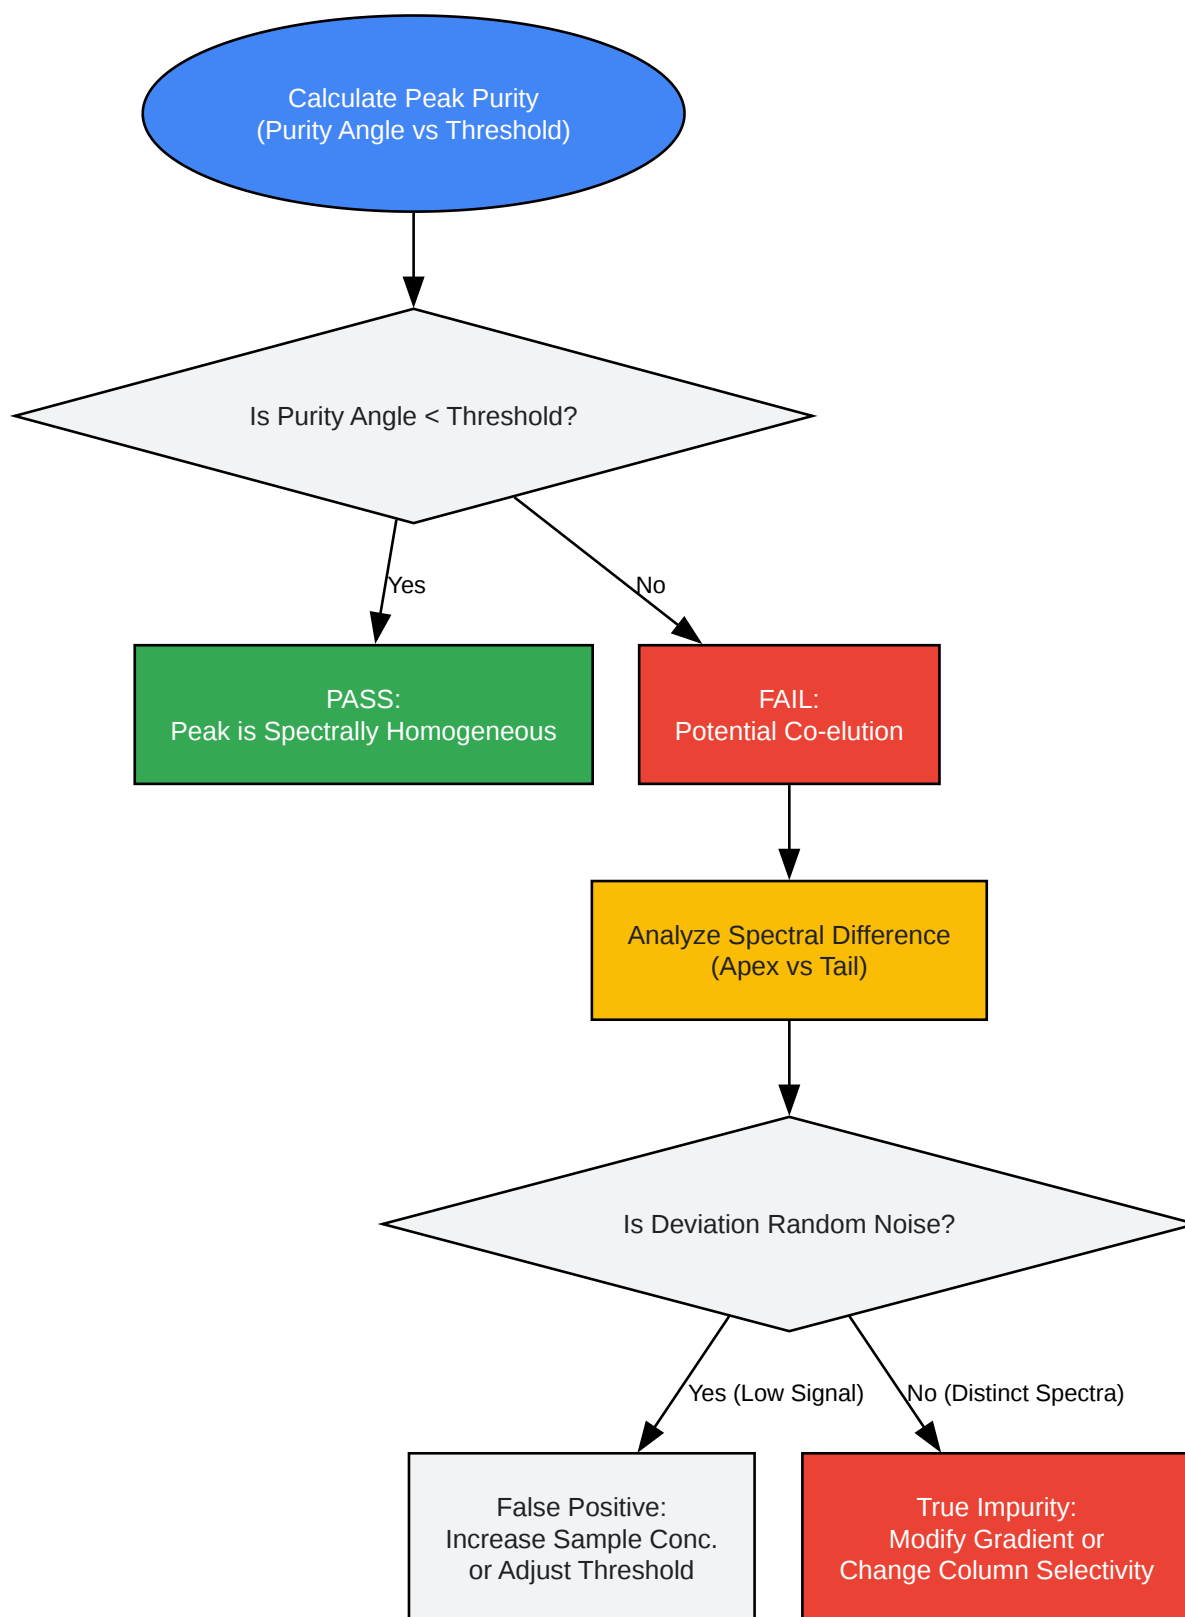 Calculate Peak Purity
(Purity Angle vs Threshold)
Is Purity Angle < Threshold?
Yes
No
PASS:
Peak is Spectrally Homogeneous
FAIL:
Potential Co-elution
Analyze Spectral Difference
(Apex vs Tail)
Is Deviation Random Noise?
Yes (Low Signal)
No (Distinct Spectra)
False Positive:
Increase Sample Conc.
or Adjust Threshold
True Impurity:
Modify Gradient or
Change Column Selectivity